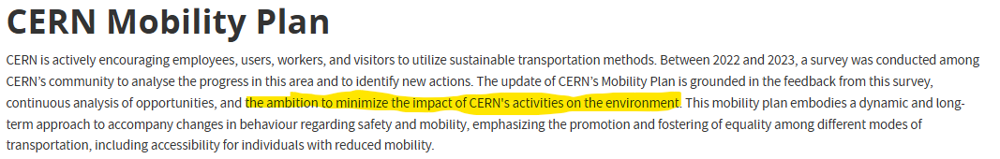 CERN Mobility Plan
CERN is actively encouraging employees, users, workers, and visitors to utilize sustainable transportation methods. Between 2022 and 2023, a survey was conducted among
CERN’s community to analyse the progress in this area and to identify new actions. The update of CERN’s Mobility Plan is grounded in the feedback from this survey,
continuous analysis of opportunities, and the ambition to minimize the impact of CERN's activities on the environment. This mobility plan embodies a dynamic and long-
term approach to accompany changes in behaviour regarding safety and mobility, emphasizing the promotion and fostering of equality among different modes of
transportation, including accessibility for individuals with reduced mobility.